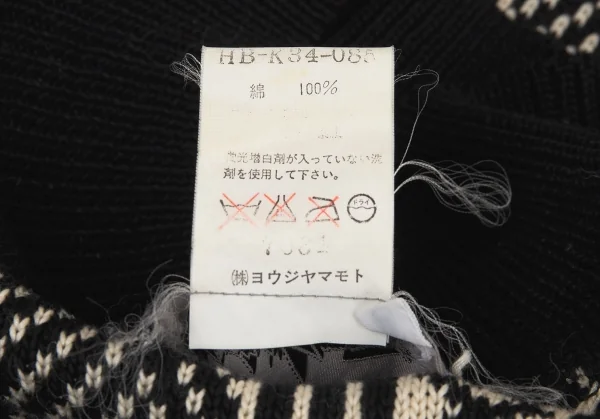 HB-K34-085
綿 100%
蛍光増白剤が入っていない洗
剤を使用して下さい。
ドライ
㈱ヨウジヤマモト